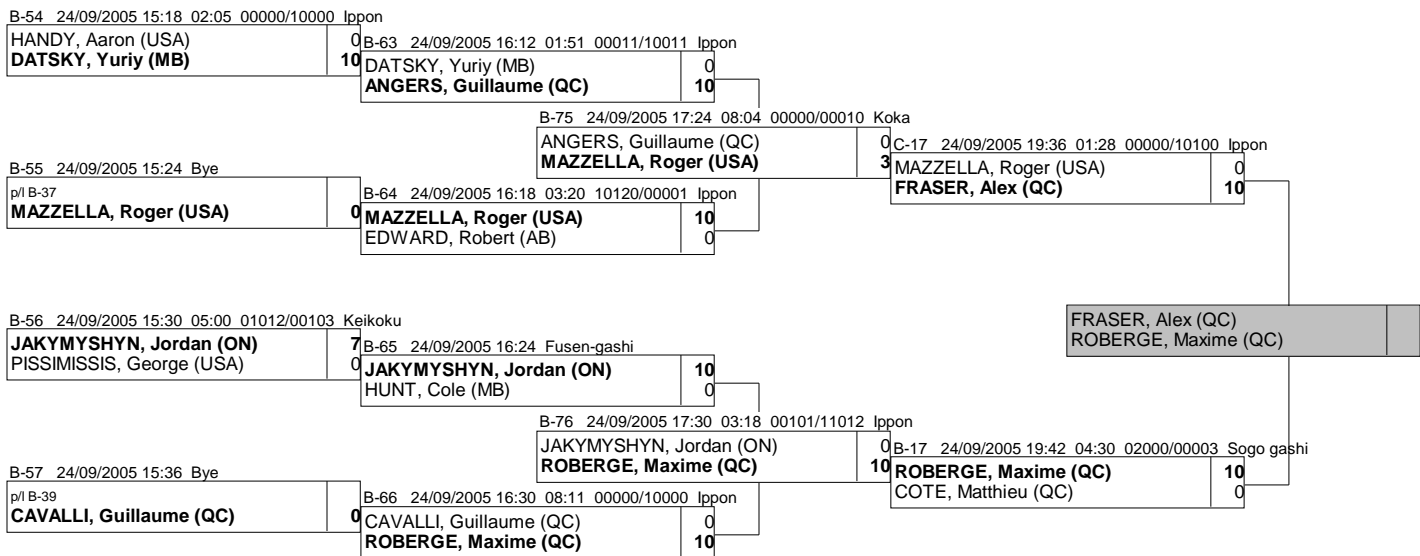 B-54 24/09/2005 15:18 02:05 00000/10000 Ippon
HANDY, Aaron (USA) 0
DATSKY, Yuriy (MB) 10
B-63 24/09/2005 16:12 01:51 00011/10011 Ippon
DATSKY, Yuriy (MB) 0
ANGERS, Guillaume (QC) 10
B-75 24/09/2005 17:24 08:04 00000/00010 Koka
ANGERS, Guillaume (QC) 0
MAZZELLA, Roger (USA) 3
C-17 24/09/2005 19:36 01:28 00000/10100 Ippon
MAZZELLA, Roger (USA) 0
FRASER, Alex (QC) 10
B-55 24/09/2005 15:24 Bye
p/l B-37
MAZZELLA, Roger (USA) 0
B-64 24/09/2005 16:18 03:20 10120/00001 Ippon
MAZZELLA, Roger (USA) 10
EDWARD, Robert (AB) 0
FRASER, Alex (QC)
ROBERGE, Maxime (QC)
B-56 24/09/2005 15:30 05:00 01012/00103 Keikoku
JAKYMYSHYN, Jordan (ON) 7
PISSIMISSIS, George (USA) 0
B-65 24/09/2005 16:24 Fusen-gashi
JAKYMYSHYN, Jordan (ON) 10
HUNT, Cole (MB) 0
B-76 24/09/2005 17:30 03:18 00101/11012 Ippon
JAKYMYSHYN, Jordan (ON) 0
ROBERGE, Maxime (QC) 10
B-17 24/09/2005 19:42 04:30 02000/00003 Sogo gashi
ROBERGE, Maxime (QC) 10
COTE, Matthieu (QC) 0
B-57 24/09/2005 15:36 Bye
p/l B-39
CAVALLI, Guillaume (QC) 0
B-66 24/09/2005 16:30 08:11 00000/10000 Ippon
CAVALLI, Guillaume (QC) 0
ROBERGE, Maxime (QC) 10